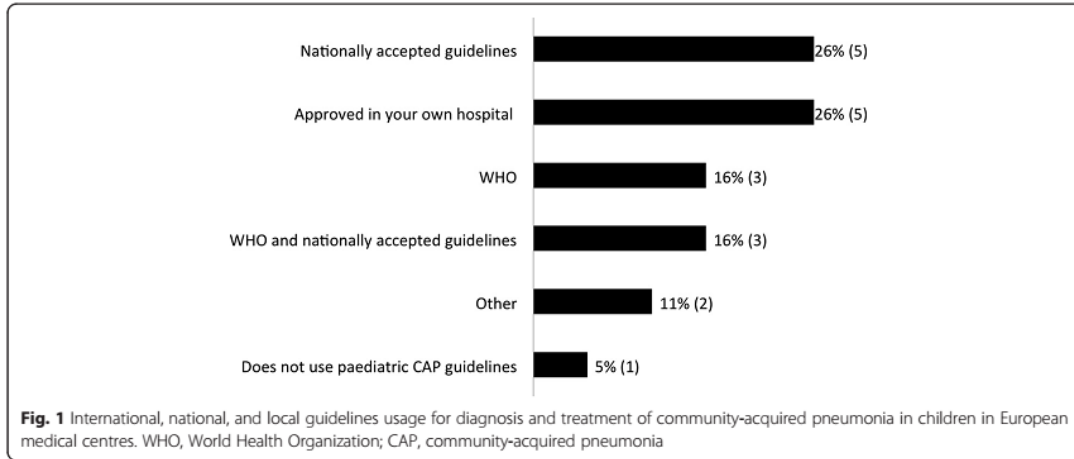 Nationally accepted guidelines
26% (5)
Approved in your own hospital
26% (5)
WHO
16% (3)
WHO and nationally accepted guidelines
16% (3)
Other
11% (2)
Does not use paediatric CAP guidelines
5% (1)
Fig. 1 International, national, and local guidelines usage for diagnosis and treatment of community-acquired pneumonia in children in European
medical centres. WHO, World Health Organization; CAP, community-acquired pneumonia